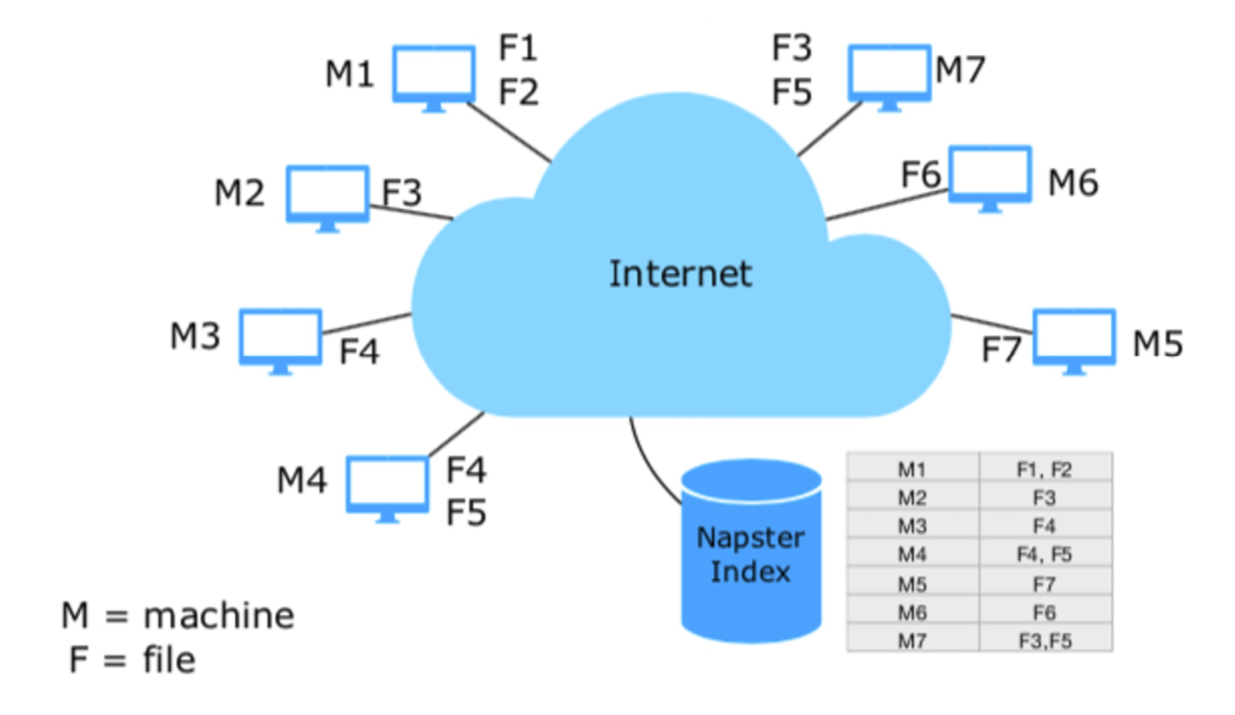 M1
F1
F2
F3
F5
M7
M2
F3
F6
M6
Internet
M3
F4
F7
M5
M4
F4
F5
Napster
Index
M1 F1, F2
M2 F3
M3 F4
M4 F4, F5
M5 F7
M6 F6
M7 F3,F5
M = machine
F = file